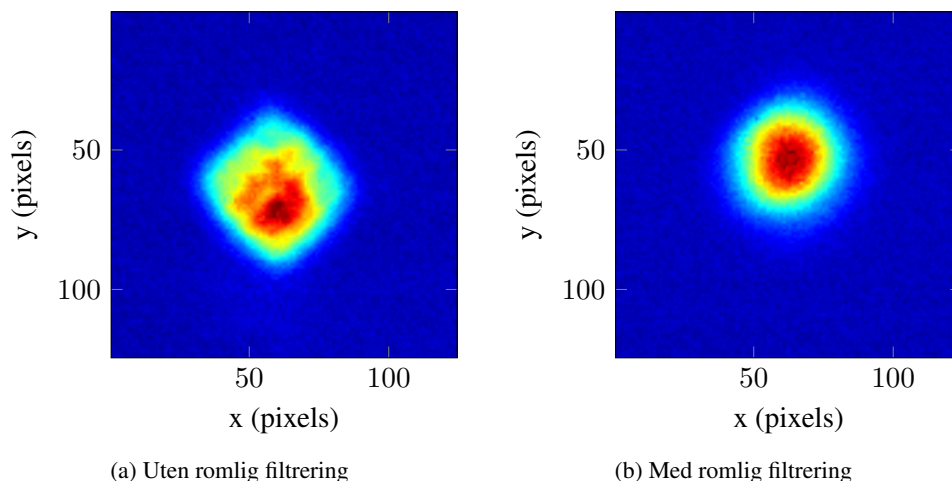 50
100
y (pixels)
50
100
x (pixels)
(a) Uten romlig filtrering
50
100
y (pixels)
50
100
x (pixels)
(b) Med romlig filtrering